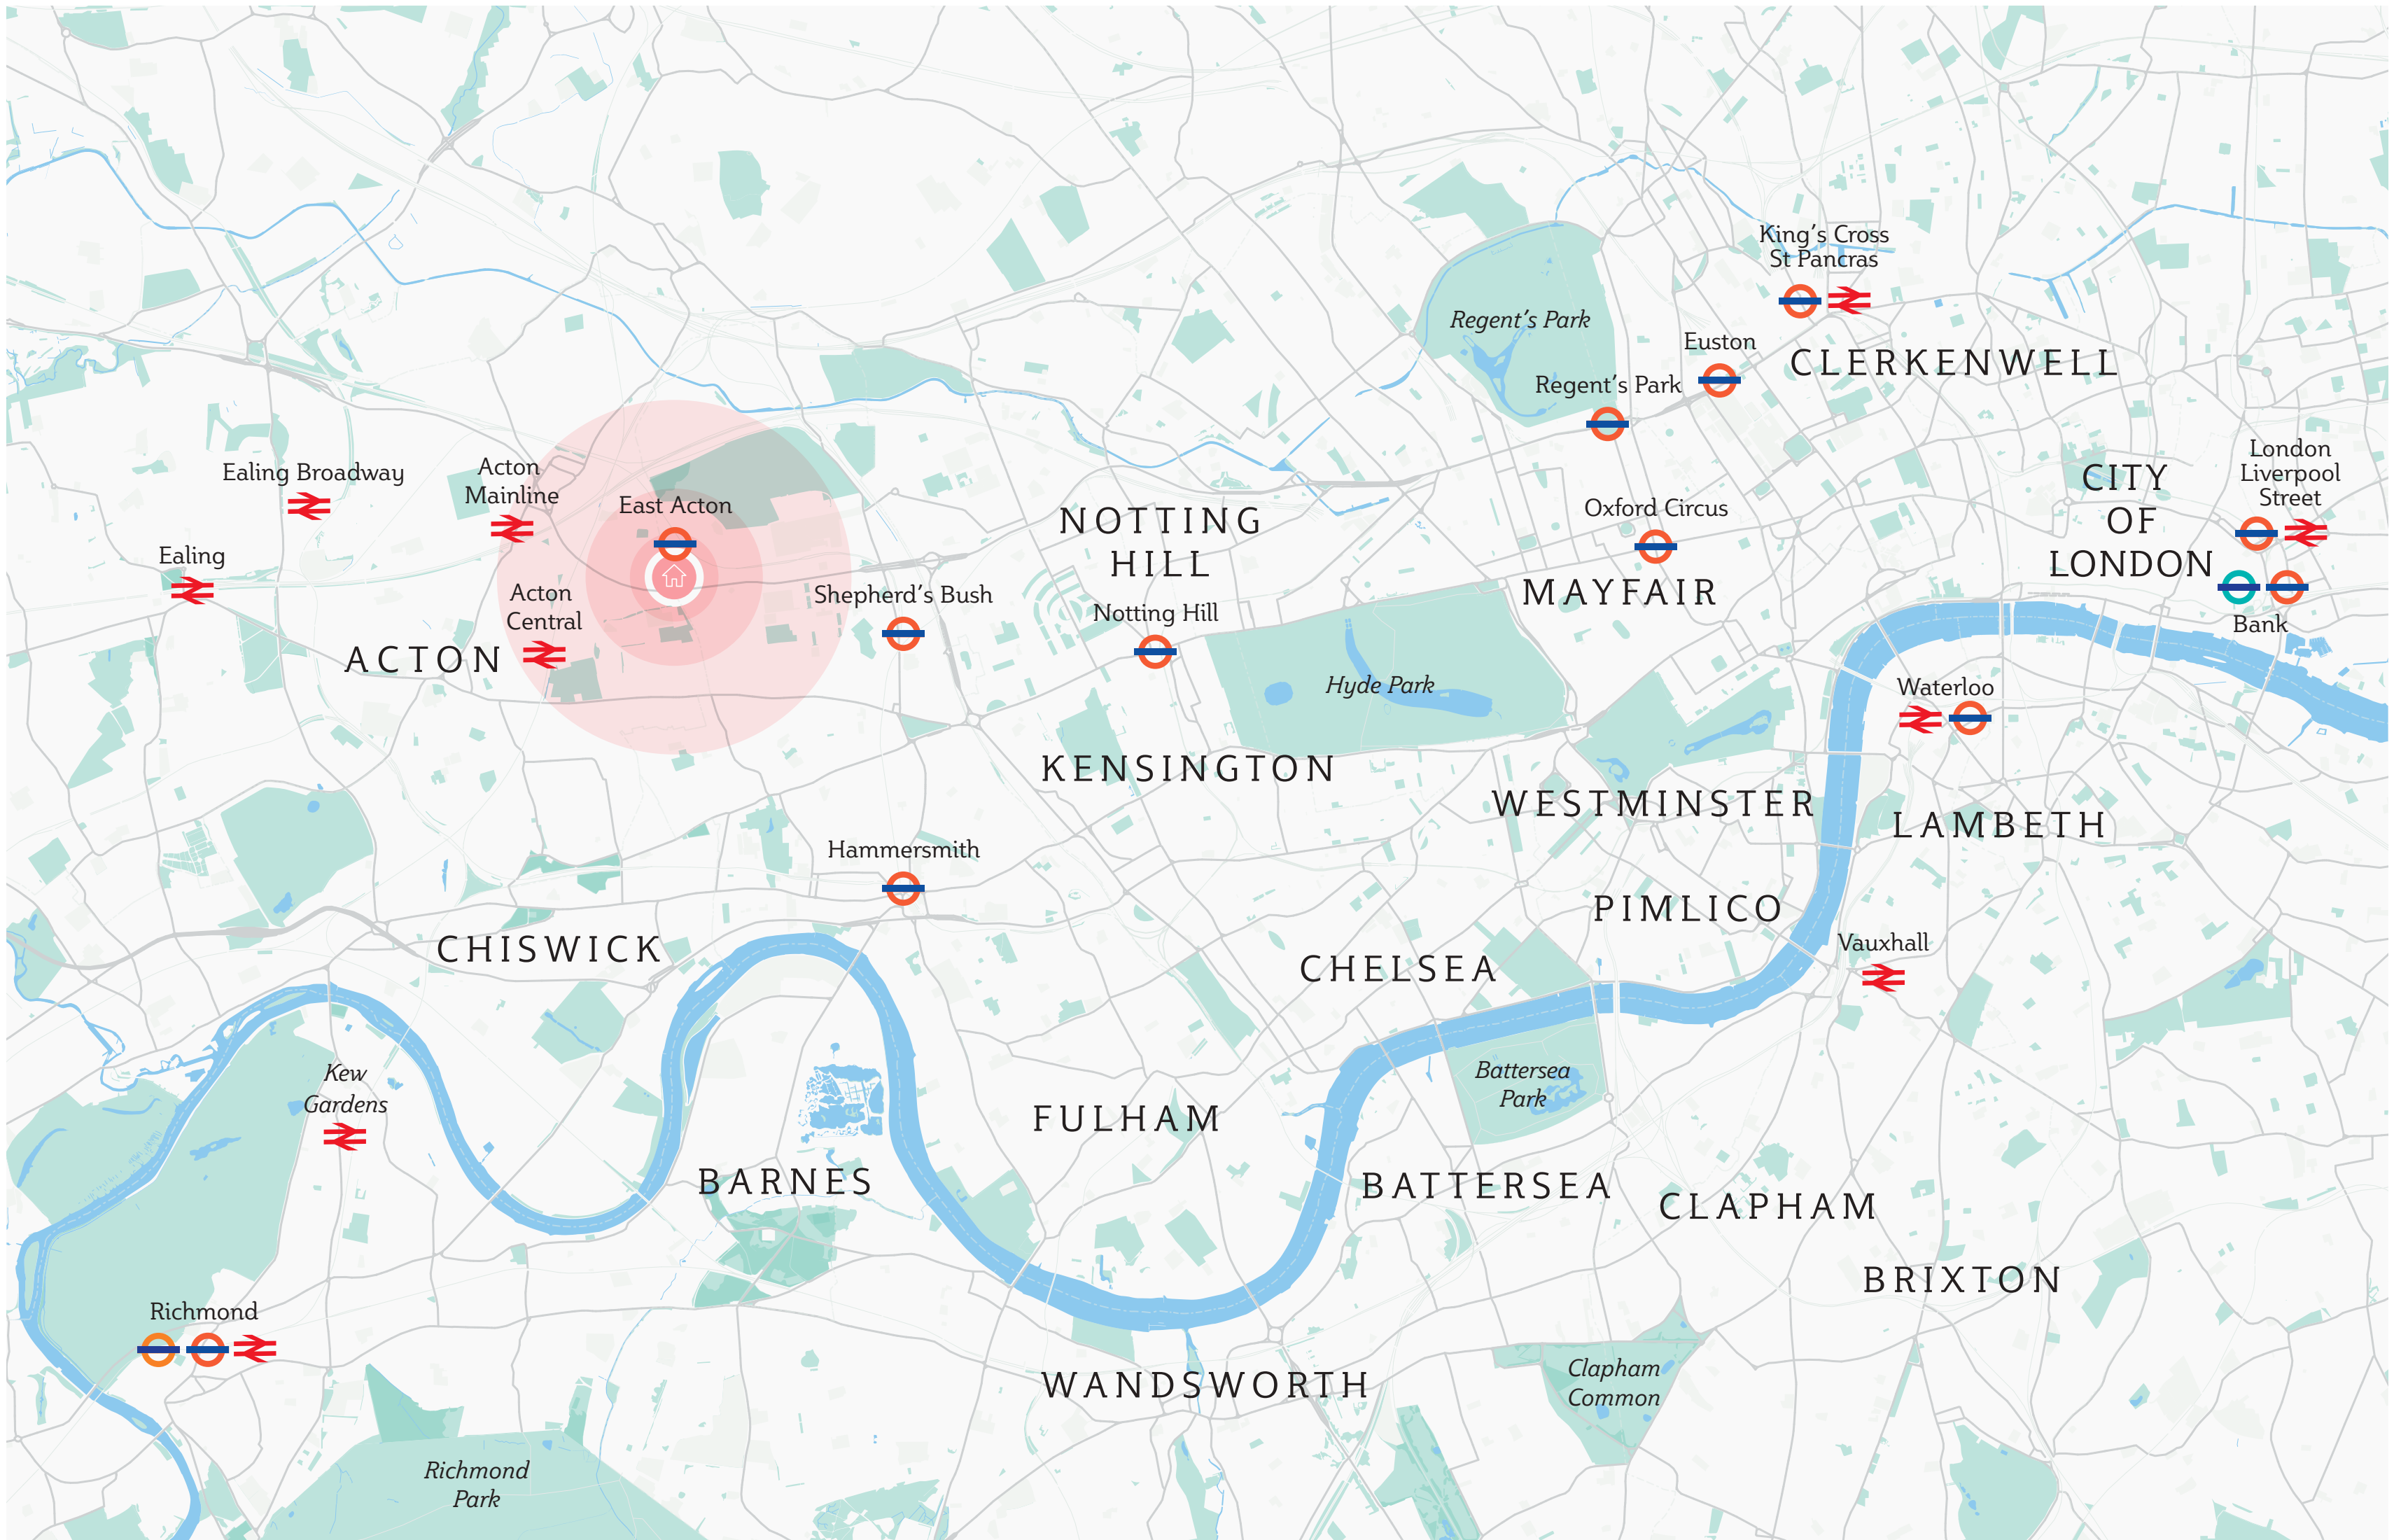 King's Cross
St Pancras
Regent's Park
Euston
CLERKENWELL
Regent's Park
London
Liverpool
Street
Ealing Broadway
Acton
Mainline
East Acton
NOTTING
HILL
Oxford Circus
CITY
OF
LONDON
Ealing
Acton
Central
Shepherd's Bush
Notting Hill
MAYFAIR
Bank
ACTON
Hyde Park
Waterloo
KENSINGTON
WESTMINSTER
LAMBETH
Hammersmith
PIMLICO
CHISWICK
CHELSEA
Vauxhall
Kew
Gardens
Battersea
Park
FULHAM
BARNES
BATTERSEA
CLAPHAM
BRIXTON
Richmond
WANDSWORTH
Clapham
Common
Richmond
Park